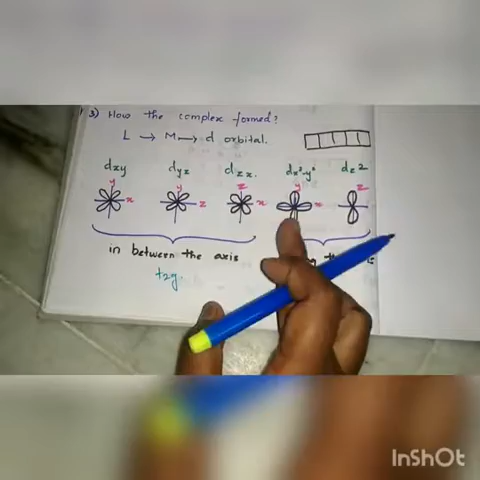 3) How the complex formed?
L → M → d orbital.
dxy dyz dzx. dx²-y² dz2
y y z y z
x z x x
in between the axis
t2g.
InShOt